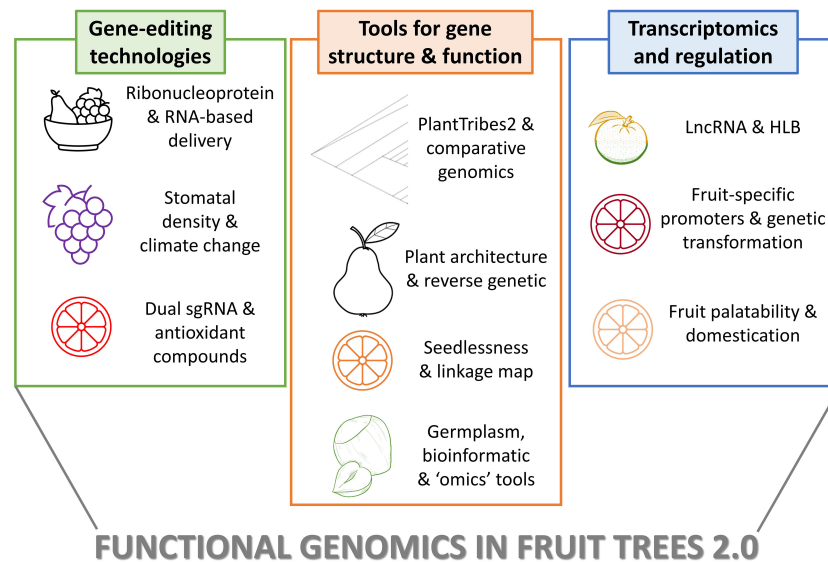 Gene-editing
technologies
Ribonucleoprotein
& RNA-based
delivery
Stomatal
density &
climate change
Dual sgRNA &
antioxidant
compounds
Tools for gene
structure & function
PlantTribes2 &
comparative
genomics
Plant architecture
& reverse genetic
Seedlessness
& linkage map
Germplasm,
bioinformatic
& ‘omics’ tools
Transcriptomics
and regulation
LncRNA & HLB
Fruit-specific
promoters & genetic
transformation
Fruit palatability &
domestication
FUNCTIONAL GENOMICS IN FRUIT TREES 2.0